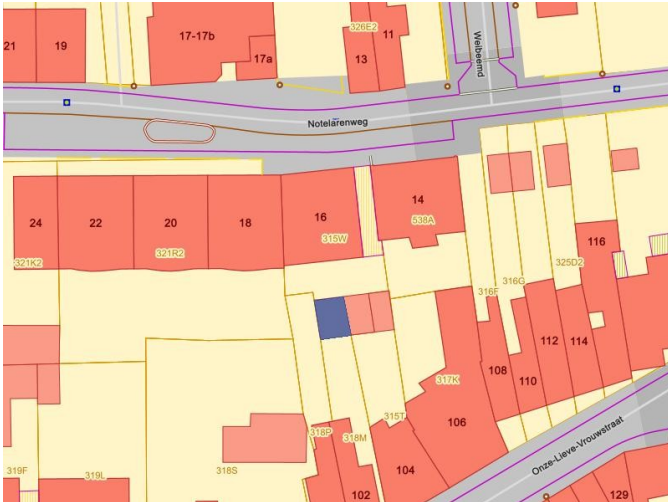 326E2
21
19
17-17b
17a
13
11
Welbeemd
Notelarenweg
24
22
20
18
16
14
116
321K2
321R2
315W
538A
316F
316G
325D2
108
110
112
114
317K
106
315T
318P
318M
104
102
318S
319F
319L
Onze-Lieve-Vrouwstraat
129